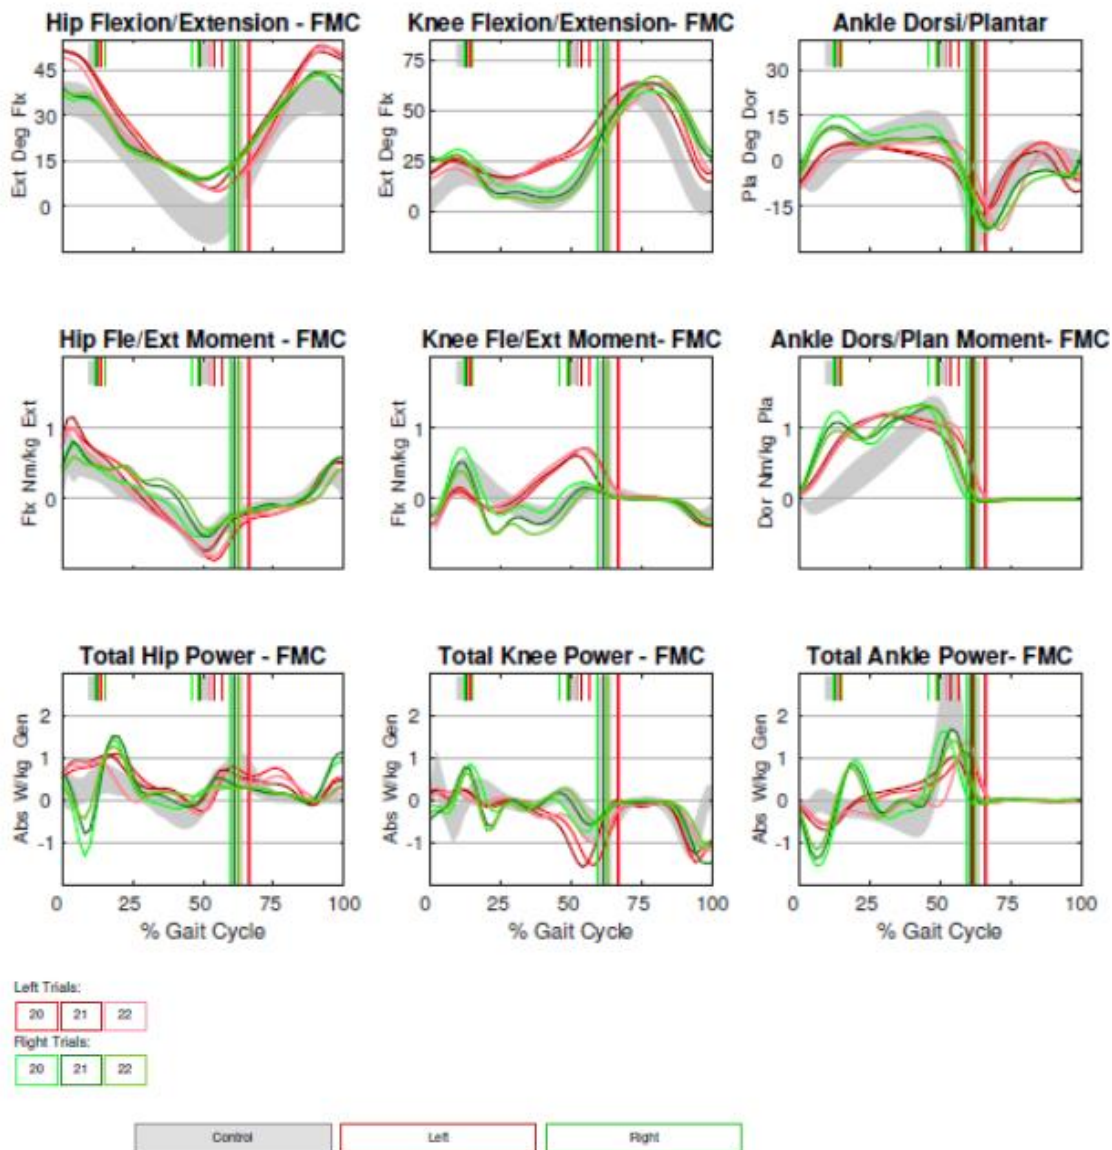 Hip Flexion/Extension - FMC
Knee Flexion/Extension- FMC
Ankle Dorsi/Plantar
Ext Deg Flx
45
30
15
0
Ext Deg Flx
75
50
25
0
Pla Deg Dor
30
15
0
-15
Hip Fle/Ext Moment - FMC
Knee Fle/Ext Moment- FMC
Ankle Dors/Plan Moment- FMC
Flx Nm/kg Ext
1
0
Flx Nm/kg Ext
1
0
Dor Nm/kg Pla
1
0
Total Hip Power - FMC
Total Knee Power - FMC
Total Ankle Power- FMC
Abs W/kg Gen
2
1
0
-1
Abs W/kg Gen
2
1
0
-1
Abs W/kg Gen
2
1
0
-1
0 25 50 75 100
0 25 50 75 100
0 25 50 75 100
% Gait Cycle
% Gait Cycle
% Gait Cycle
Left Trials:
20 21 22
Right Trials:
20 21 22
Control Left Right